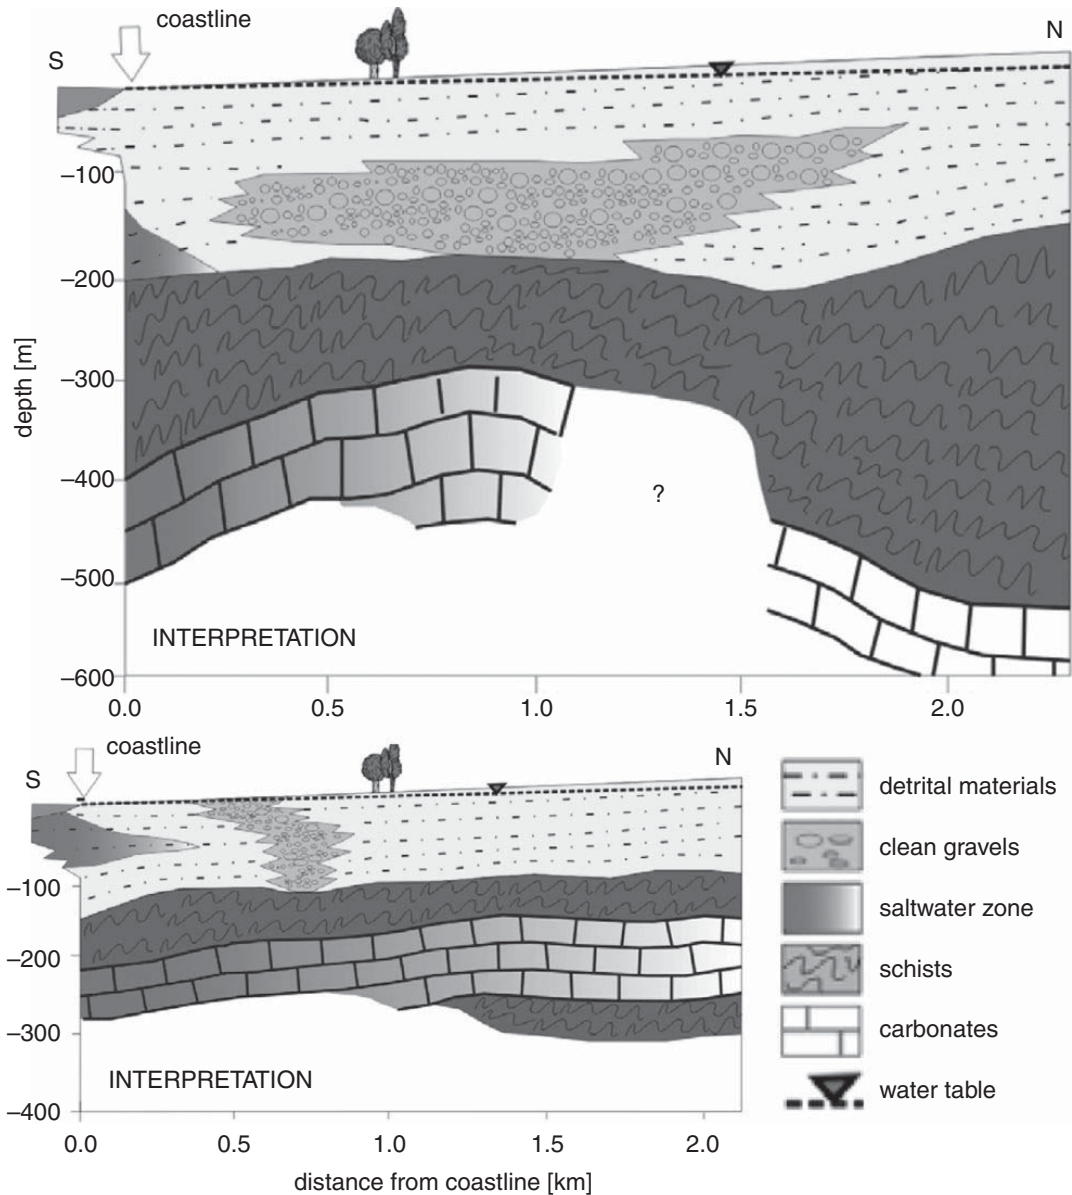 coastline
S
N
–100
–200
–300
–400
–500
–600
depth [m]
?
INTERPRETATION
0.0 0.5 1.0 1.5 2.0
coastline
S
N
–100
–200
–300
–400
INTERPRETATION
0.0 0.5 1.0 1.5 2.0
distance from coastline [km]
detrital materials
clean gravels
saltwater zone
schists
carbonates
water table